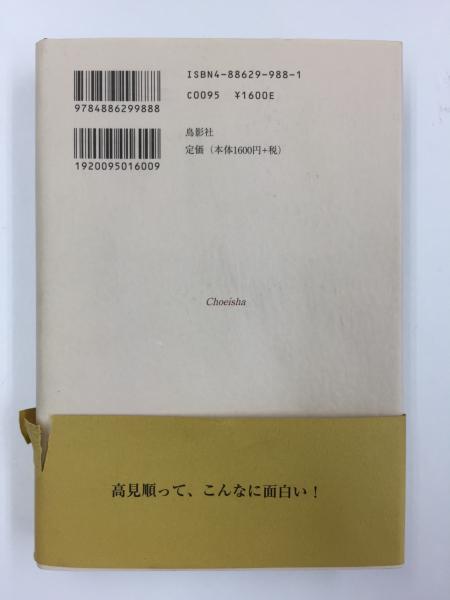 ISBN4-88629-988-1
C0095 ¥1600E
9784886299888
鳥影社
定価（本体1600円+税）
1920095016009
Choeisha
高見順って、こんなに面白い！